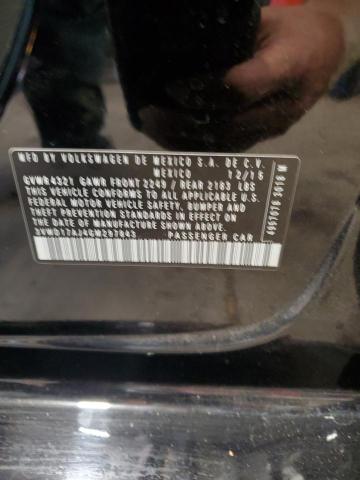 MFD BY VOLKSWAGEN DE MEXICO S.A. DE C.V.
MEXICO 12/15
GVWR 4321 GAWR FRONT 2249 / REAR 2183 LBS
THIS VEHICLE CONFORMS TO ALL APPLICABLE U.S.
FEDERAL MOTOR VEHICLE SAFETY, BUMPER AND
THEFT PREVENTION STANDARDS IN EFFECT
ON THE DATE OF MANUFACTURE SHOWN ABOVE
3VWD17AJ4GM297843 PASSENGER CAR